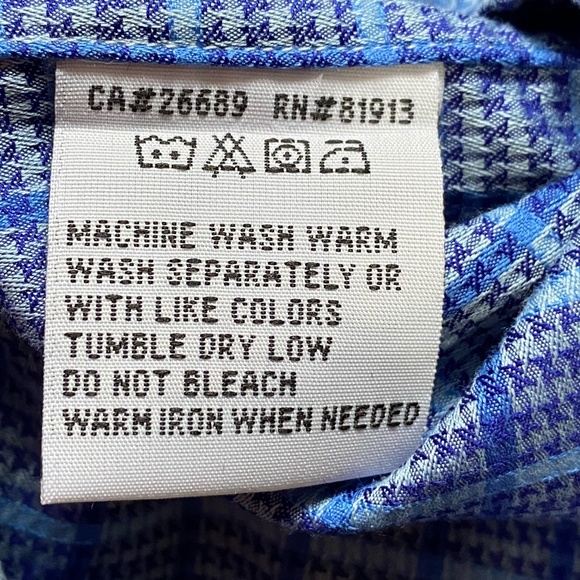 CA#26689 RN#81913
MACHINE WASH WARM
WASH SEPARATELY OR
WITH LIKE COLORS
TUMBLE DRY LOW
DO NOT BLEACH
WARM IRON WHEN NEEDED